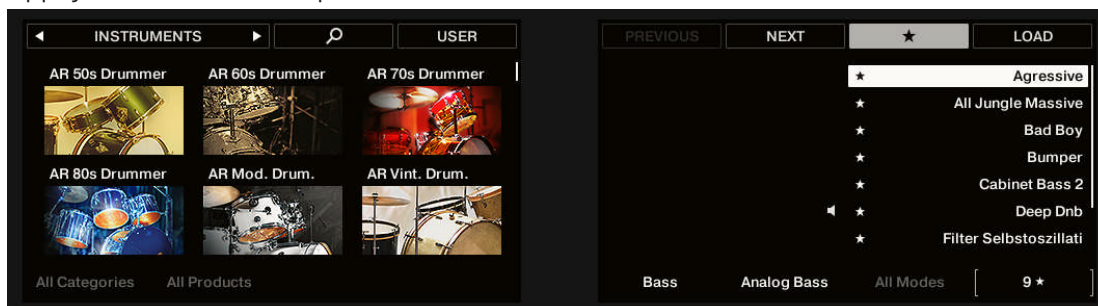 INSTRUMENTS USER
AR 50s Drummer AR 60s Drummer AR 70s Drummer
AR 80s Drummer AR Mod. Drum. AR Vint. Drum.
All Categories All Products
PREVIOUS NEXT ★ LOAD
★ Agressive
★ All Jungle Massive
★ Bad Boy
★ Bumper
★ Cabinet Bass 2
★ Deep Dnb
★ Filter Selbstoszillati
Bass Analog Bass All Modes 9 ★